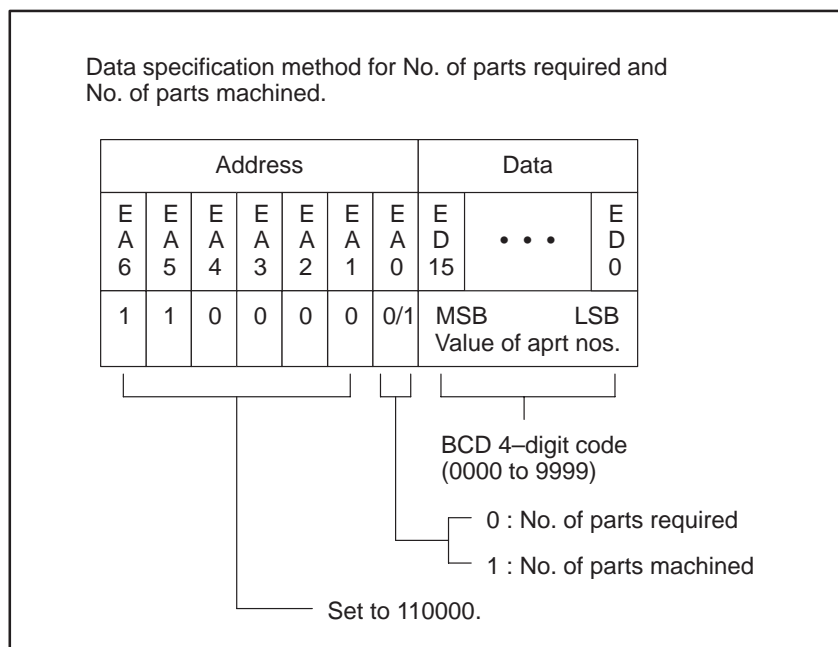 Data specification method for No. of parts required and
No. of parts machined.
Address Data
E E E E E E E E E
A A A A A A A D • • • D
6 5 4 3 2 1 0 15 0
1 1 0 0 0 0 0/1 MSB LSB
Value of aprt nos.
BCD 4–digit code
(0000 to 9999)
0 : No. of parts required
1 : No. of parts machined
Set to 110000.